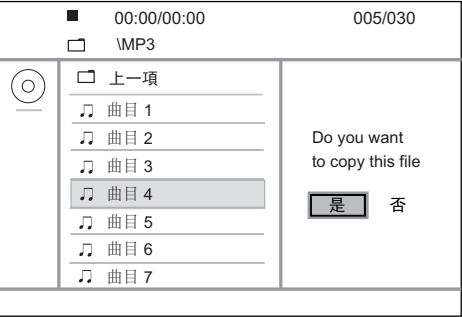 00:00/00:00 005/030
\MP3
上一項
曲目 1
曲目 2
曲目 3
曲目 4
曲目 5
曲目 6
曲目 7
Do you want
to copy this file
是 否